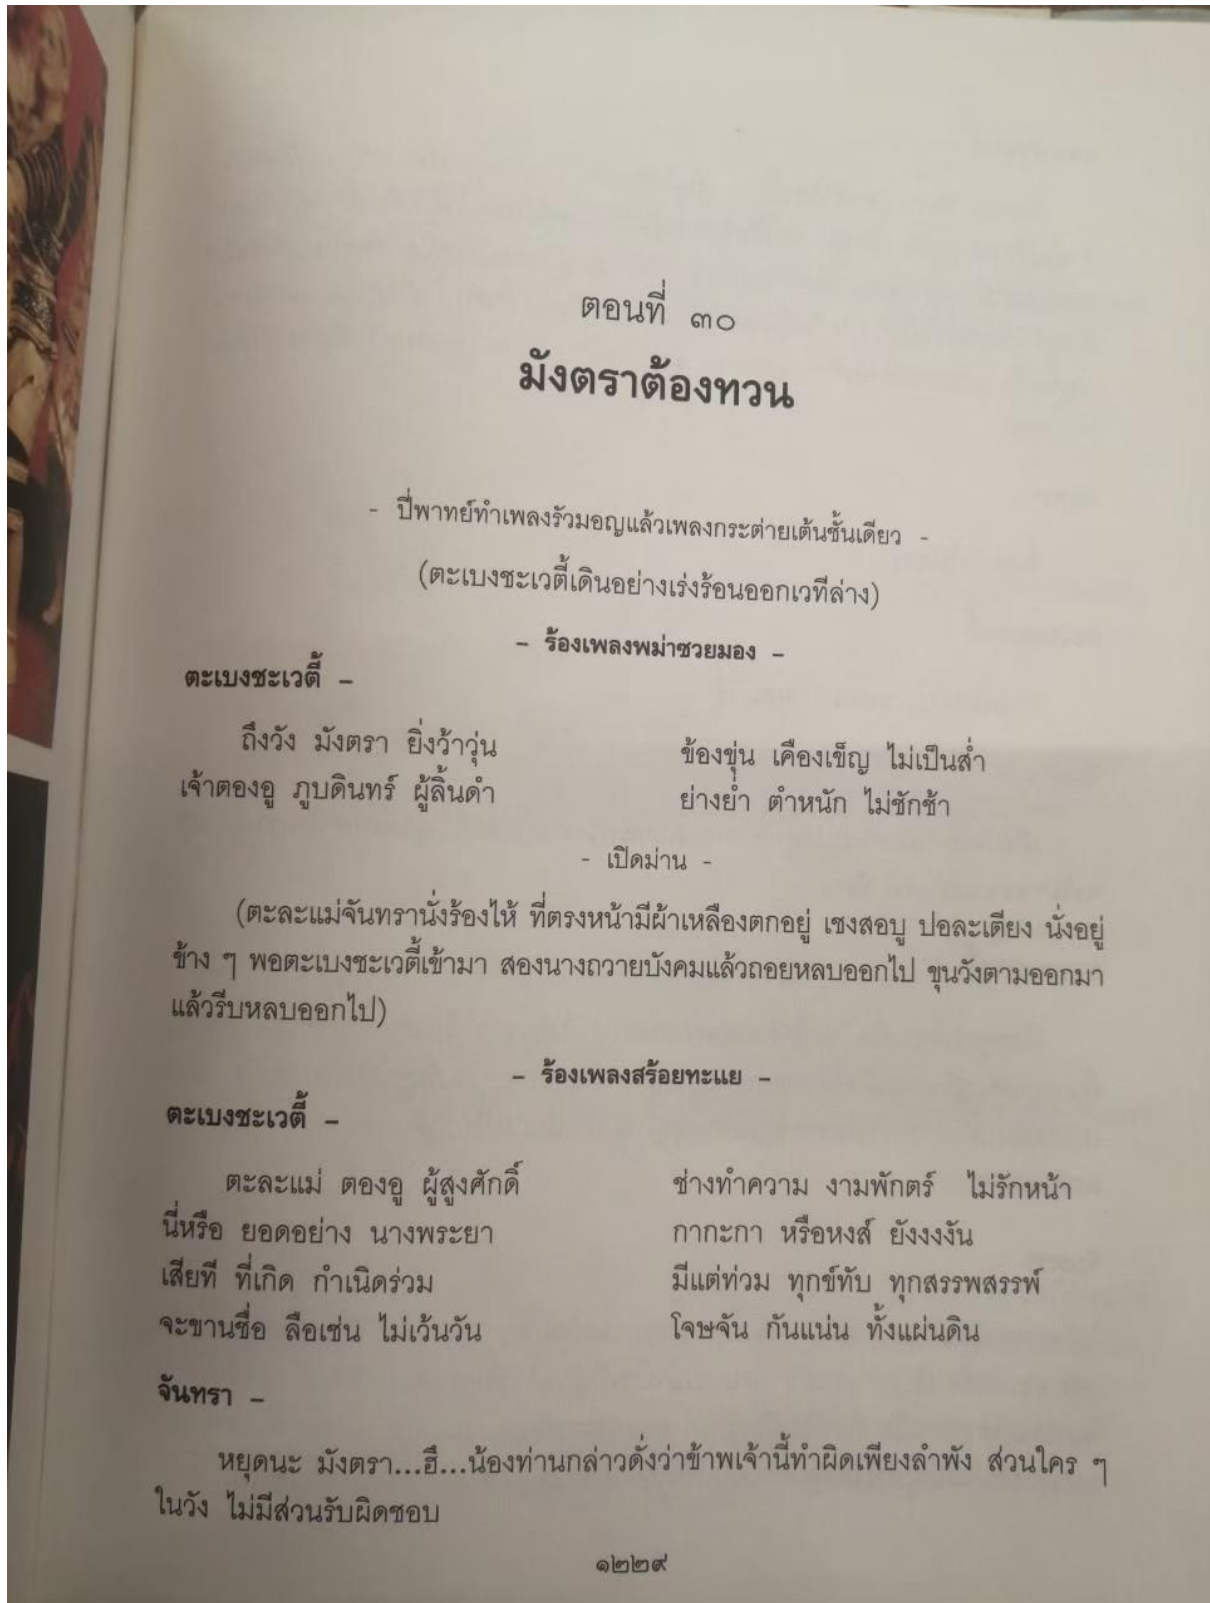 ตอนที่ ๓๐
มังตราต้องทวน
- ปี่พาทย์ทำเพลงรัวมอญแล้วเพลงกระต่ายเต้นชั้นเดียว -
(ตะเบงชะเวตี้เดินอย่างเร่งร้อนออกเวทีล่าง)
- ร้องเพลงพม่าซวยมอง -
ตะเบงชะเวตี้ -
ถึงวัง มังตรา ยิ่งว้าวุ่น ข้องขุ่น เคืองเข็ญ ไม่เป็นส่ำ
เจ้าตองอู ภูบดินทร์ ผู้ลิ้นดำ ย่างย่ำ ตำหนัก ไม่ชักช้า
- เปิดม่าน -
(ตะละแม่จันทรานั่งร้องไห้ ที่ตรงหน้ามีผ้าเหลืองตกอยู่ เชงสอบู ปอละเตียง นั่งอยู่
ข้าง ๆ พอตะเบงชะเวตี้เข้ามา สองนางถวายบังคมแล้วถอยหลบออกไป ขุนวังตามออกมา
แล้วรีบหลบออกไป)
- ร้องเพลงสร้อยทะแย -
ตะเบงชะเวตี้ -
ตะละแม่ ตองอู ผู้สูงศักดิ์ ช่างทำความ งามพักตร์ ไม่รักหน้า
นี่หรือ ยอดอย่าง นางพระยา กากะกา หรือหงส์ ยังงงงัน
เสียที ที่เกิด กำเนิดร่วม มีแต่ท่วม ทุกข์ทับ ทุกสรรพสรรพ์
จะขานชื่อ ลือเช่น ไม่เว้นวัน โจษจัน กันแน่น ทั้งแผ่นดิน
จันทรา -
หยุดนะ มังตรา...ฮึ...น้องท่านกล่าวดั่งว่าข้าพเจ้านี้ทำผิดเพียงลำพัง ส่วนใคร ๆ
ในวัง ไม่มีส่วนรับผิดชอบ
๑๒๒๙